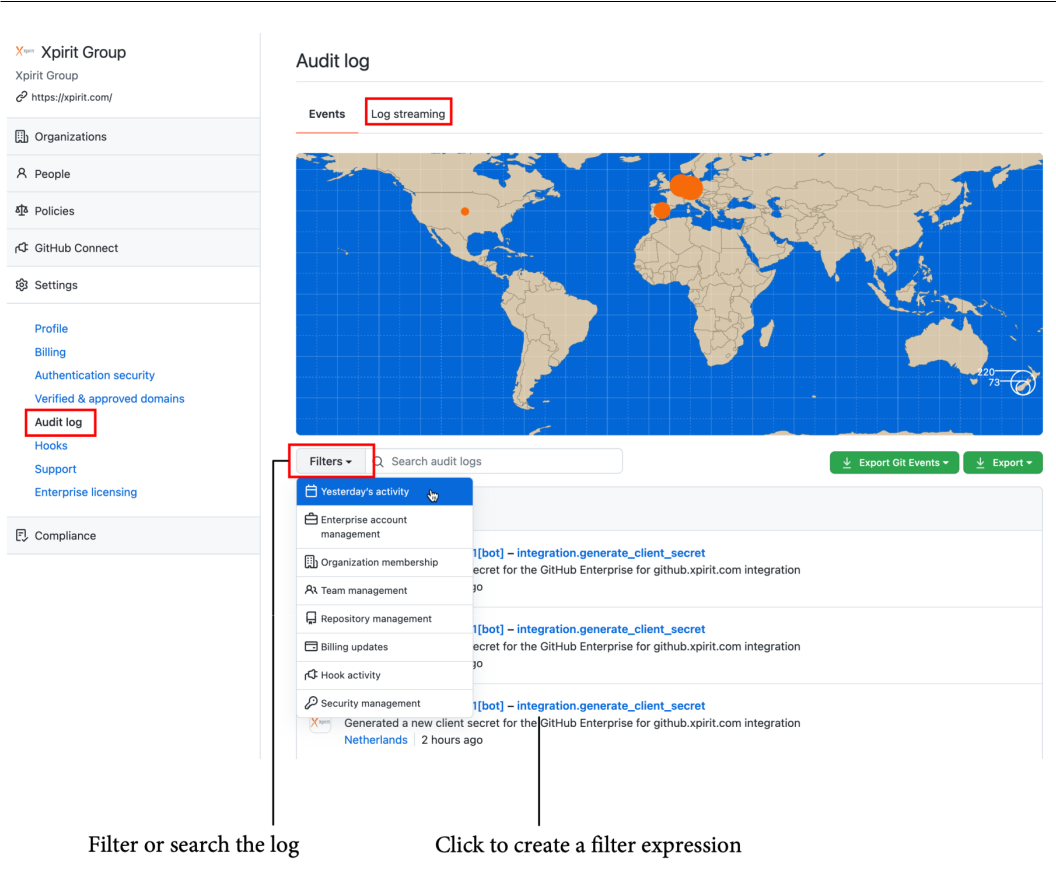 Xpirit Group
Xpirit Group
https://xpirit.com/
Organizations
People
Policies
GitHub Connect
Settings
Profile
Billing
Authentication security
Verified & approved domains
Audit log
Hooks
Support
Enterprise licensing
Compliance
Audit log
Events Log streaming
220
73
Filters Search audit logs Export Git Events Export
Yesterday's activity
Enterprise account
management
Organization membership
Team management
Repository management
Billing updates
Hook activity
Security management
1[bot] – integration.generate_client_secret
ecret for the GitHub Enterprise for github.xpirit.com integration
go
1[bot] – integration.generate_client_secret
ecret for the GitHub Enterprise for github.xpirit.com integration
go
1[bot] – integration.generate_client_secret
Generated a new client secret for the GitHub Enterprise for github.xpirit.com integration
Netherlands 2 hours ago
Filter or search the log
Click to create a filter expression